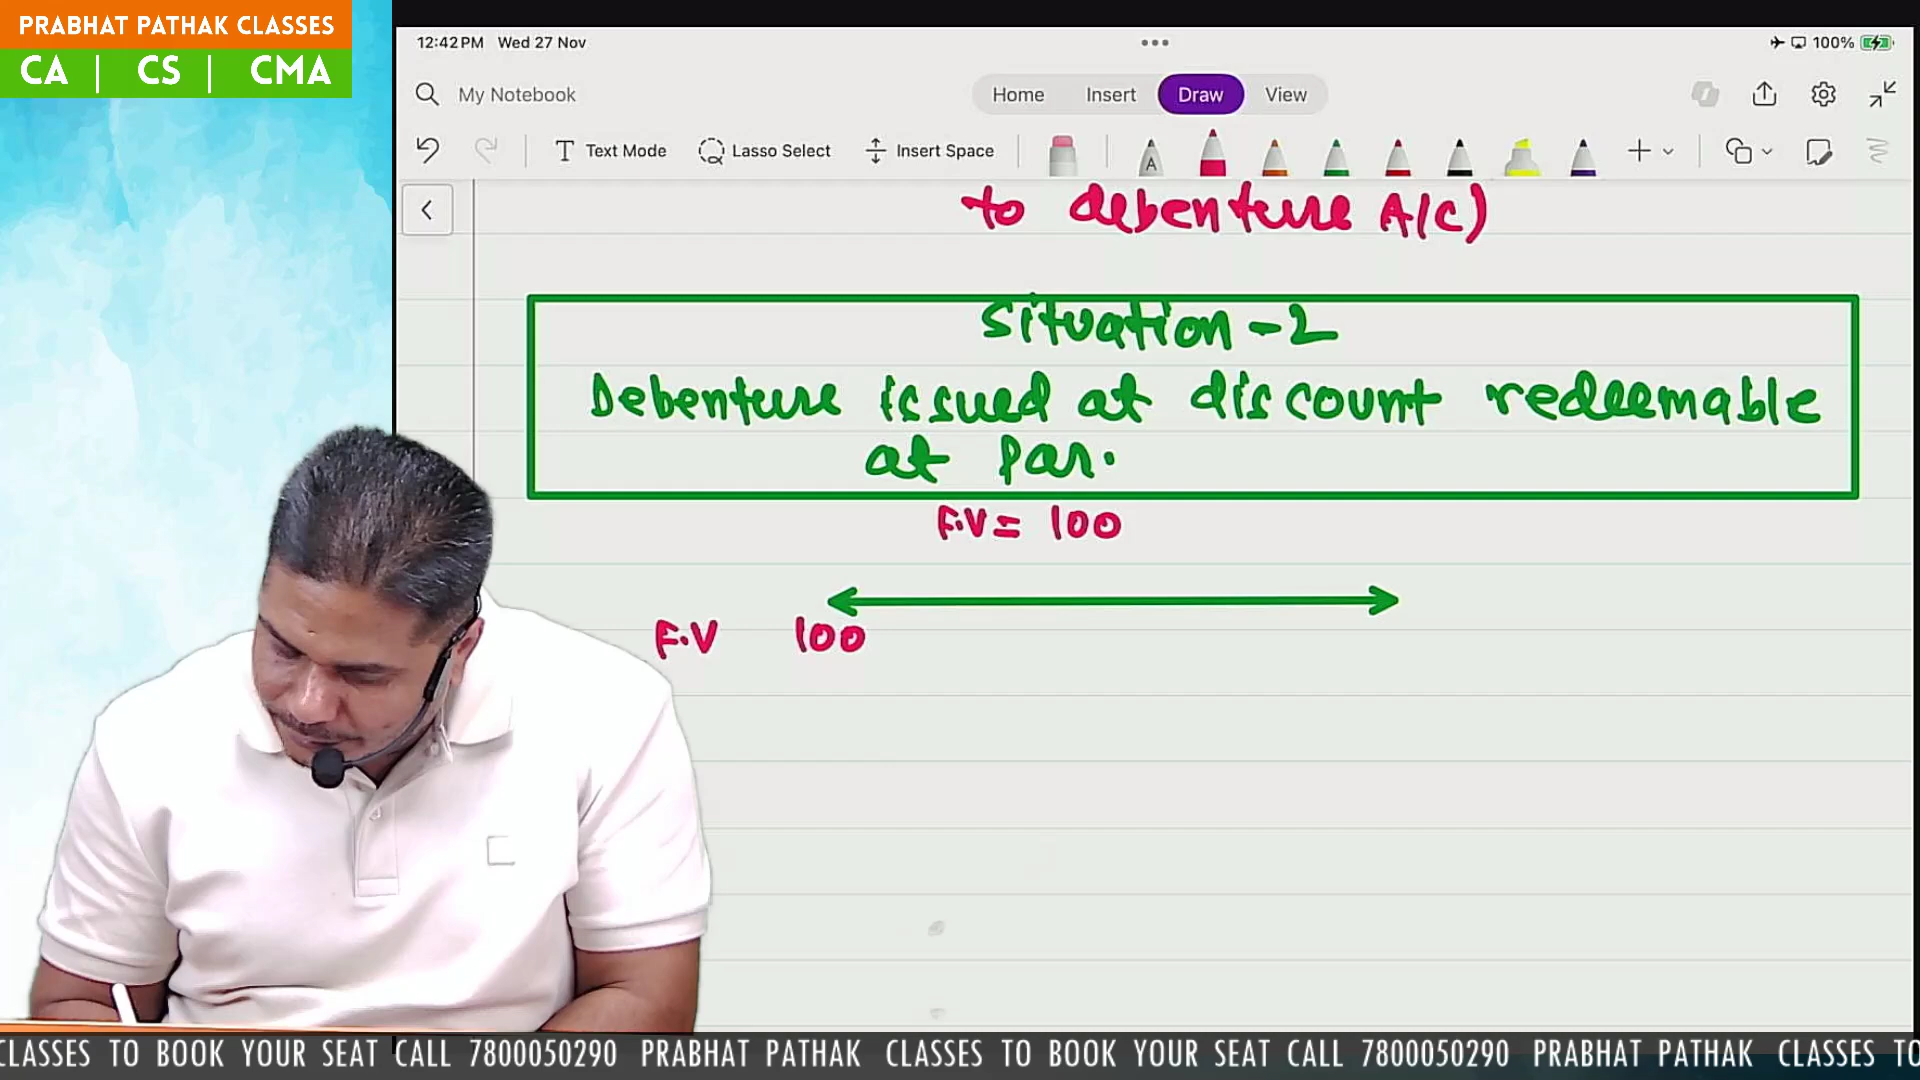 PRABHAT PATHAK CLASSES
CA | CS | CMA
12:42 PM Wed 27 Nov
100%
My Notebook
Home Insert Draw View
Text Mode Lasso Select Insert Space
A
to debenture A/C)
Situation - 2
Debenture issued at discount redeemable
at Par.
F.V = 100
F.V 100
CLASSES TO BOOK YOUR SEAT CALL 7800050290 PRABHAT PATHAK CLASSES TO BOOK YOUR SEAT CALL 7800050290 PRABHAT PATHAK CLASSES TO